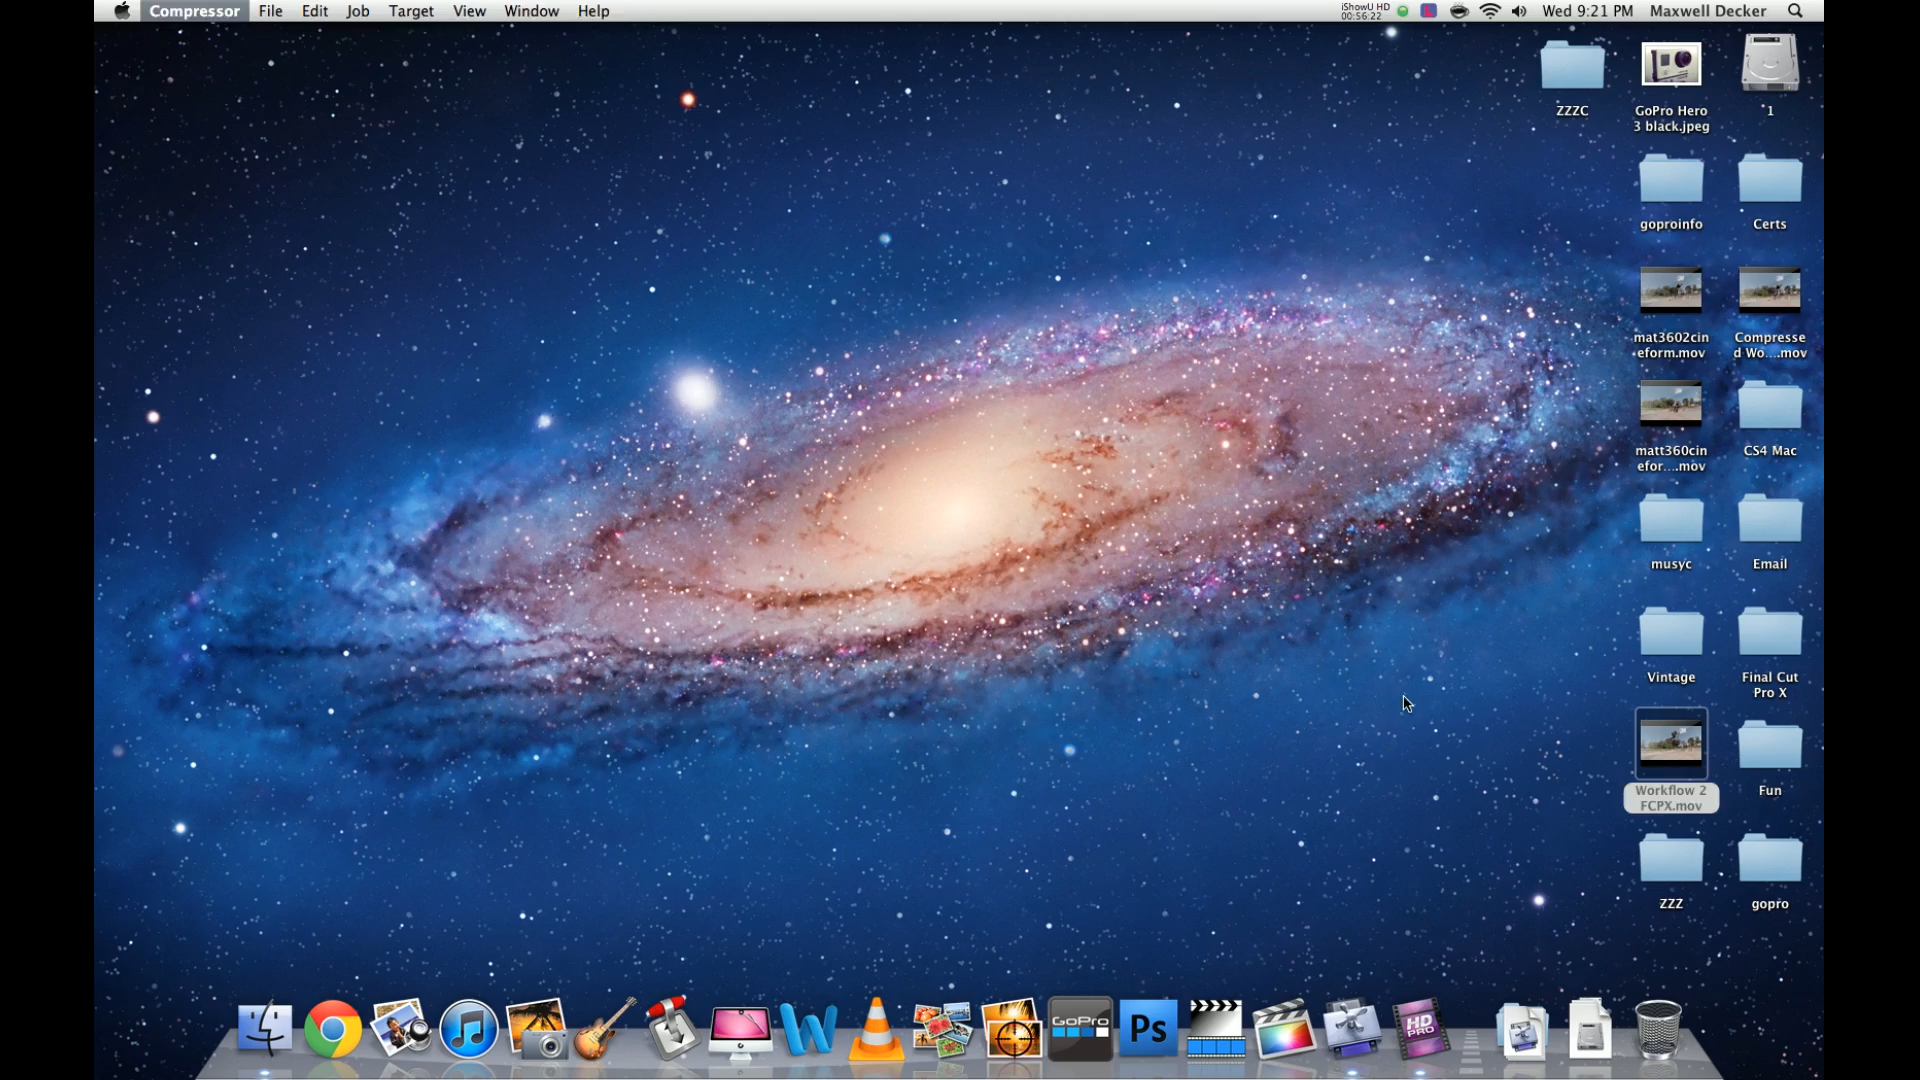 Compressor File Edit Job Target View Window Help iShowU HD Wed 9:21 PM Maxwell Decker
00:56:22
ZZZC
GoPro Hero
3 black.jpeg
1
goproinfo
Certs
mat3602cin
eform.mov
Compresse
d Wo....mov
matt360cin
efor....mov
CS4 Mac
musyc
Email
Vintage
Final Cut
Pro X
Workflow 2
FCPX.mov
Fun
ZZZ
gopro
GoPro
Ps
HD
PRO